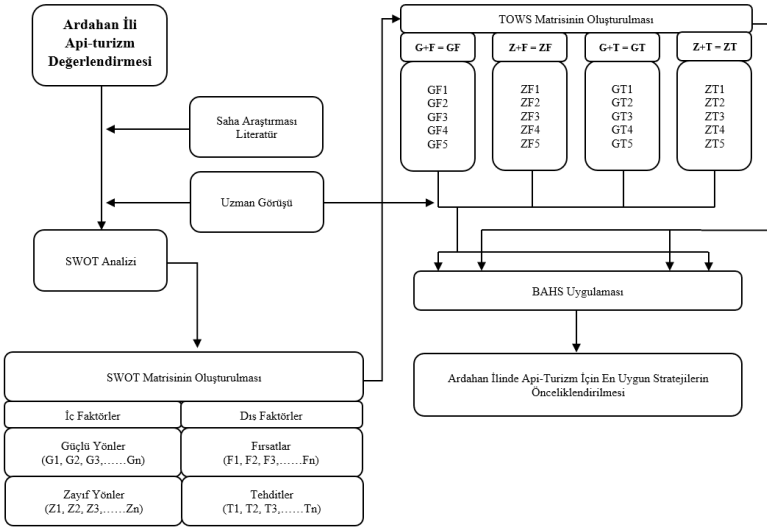 Ardahan İli
Api-turizm
Değerlendirmesi
Saha Araştırması
Literatür
Uzman Görüşü
SWOT Analizi
SWOT Matrisinin Oluşturulması
İç Faktörler
Dış Faktörler
Güçlü Yönler
(G1, G2, G3,……Gn)
Fırsatlar
(F1, F2, F3,……Fn)
Zayıf Yönler
(Z1, Z2, Z3,……Zn)
Tehditler
(T1, T2, T3,……Tn)
TOWS Matrisinin Oluşturulması
G+F = GF
Z+F = ZF
G+T = GT
Z+T = ZT
GF1
GF2
GF3
GF4
GF5
ZF1
ZF2
ZF3
ZF4
ZF5
GT1
GT2
GT3
GT4
GT5
ZT1
ZT2
ZT3
ZT4
ZT5
BAHS Uygulaması
Ardahan İlinde Api-Turizm İçin En Uygun Stratejilerin
Önceliklendirilmesi